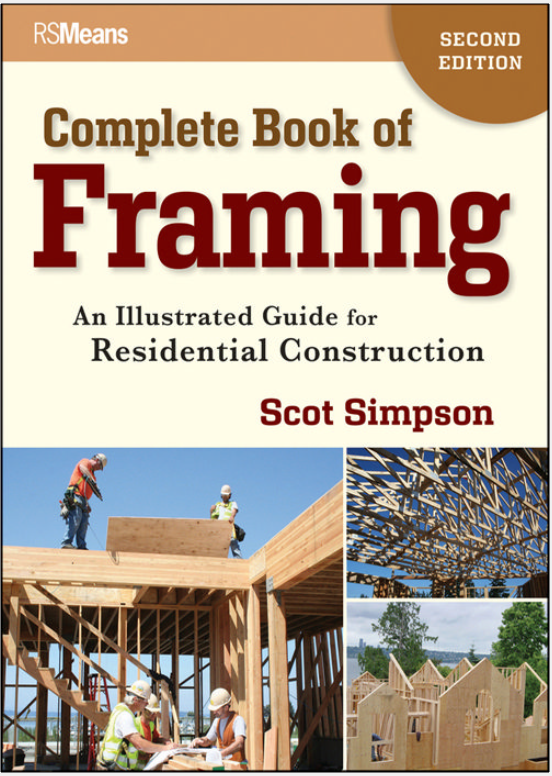 RSMeans
SECOND
EDITION
Complete Book of
Framing
An Illustrated Guide for
Residential Construction
Scot Simpson